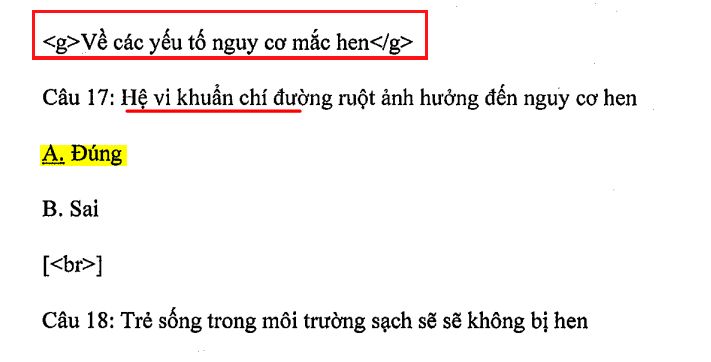 <g>Về các yếu tố nguy cơ mắc hen</g>
Câu 17: Hệ vi khuẩn chí đường ruột ảnh hưởng đến nguy cơ hen
A. Đúng
B. Sai
[<br>]
Câu 18: Trẻ sống trong môi trường sạch sẽ sẽ không bị hen